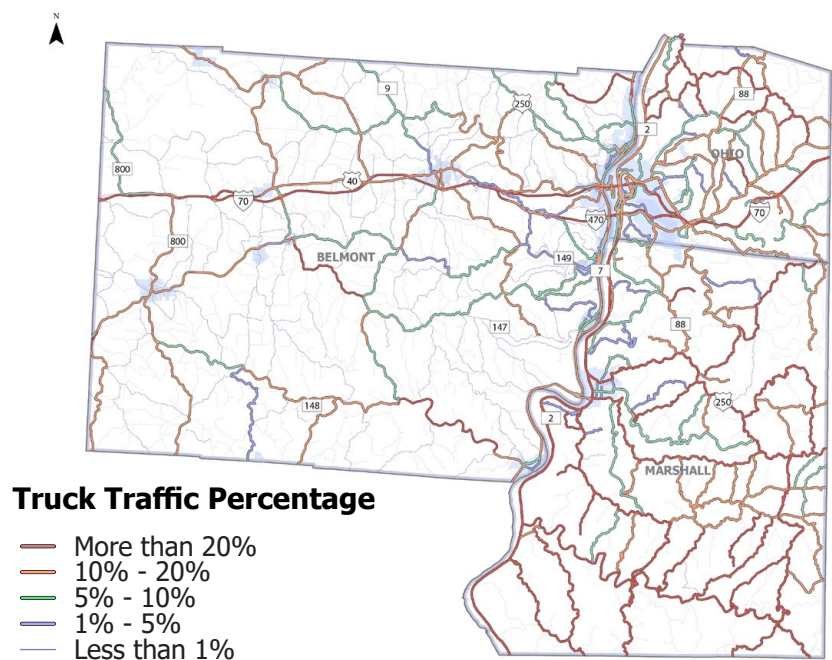 N
9
250
88
2
OHIO
800
40
70
470
70
800
BELMONT
149
7
147
88
148
2
250
MARSHALL
Truck Traffic Percentage
More than 20%
10% - 20%
5% - 10%
1% - 5%
Less than 1%